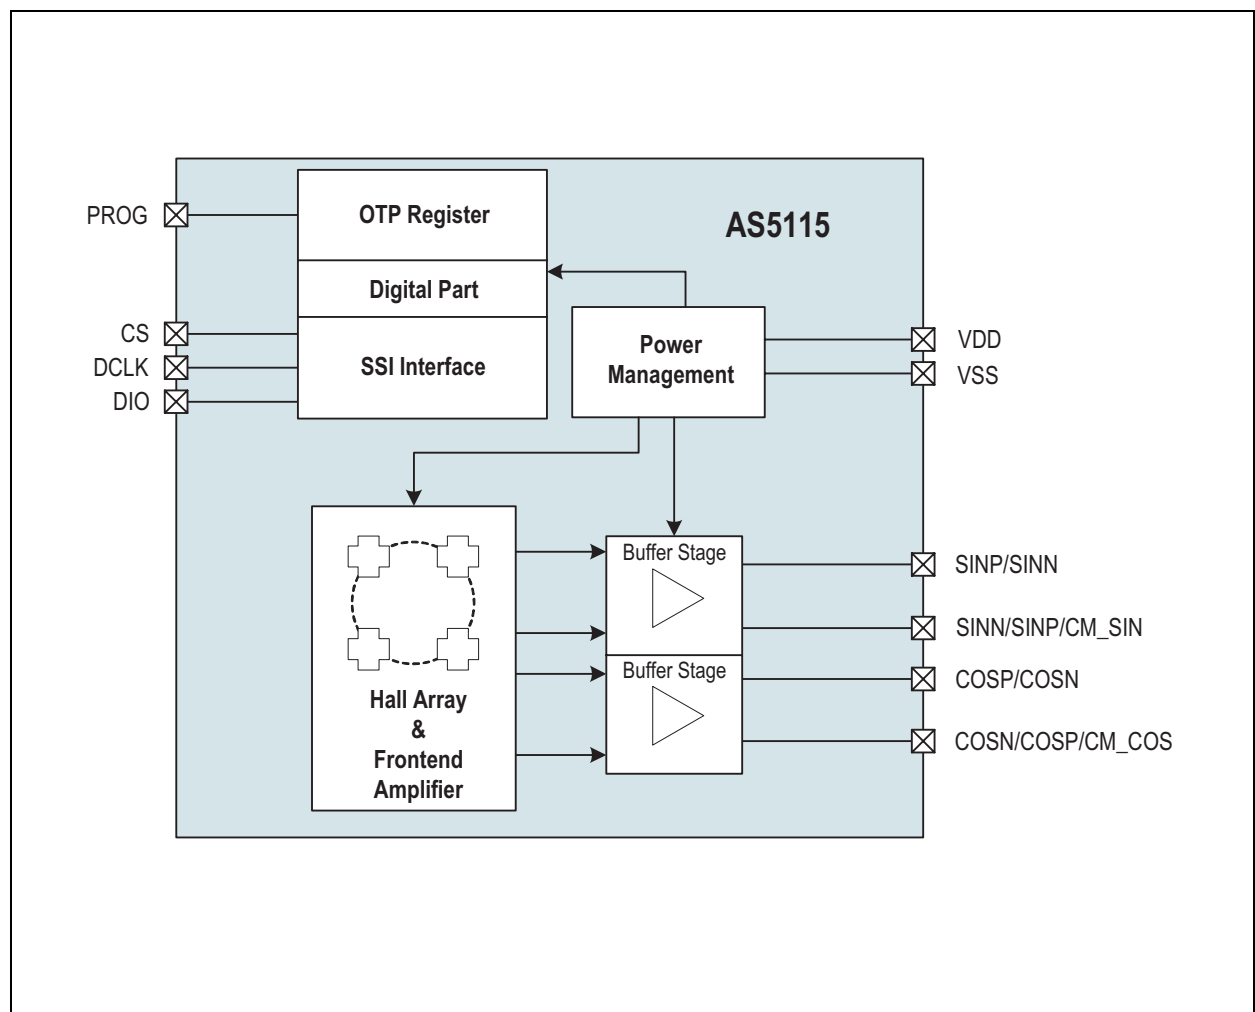 AS5115
PROG
OTP Register
Digital Part
CS
DCLK
DIO
SSI Interface
Power
Management
VDD
VSS
Hall Array
&
Frontend
Amplifier
Buffer Stage
Buffer Stage
SINP/SINN
SINN/SINP/CM_SIN
COSP/COSN
COSN/COSP/CM_COS